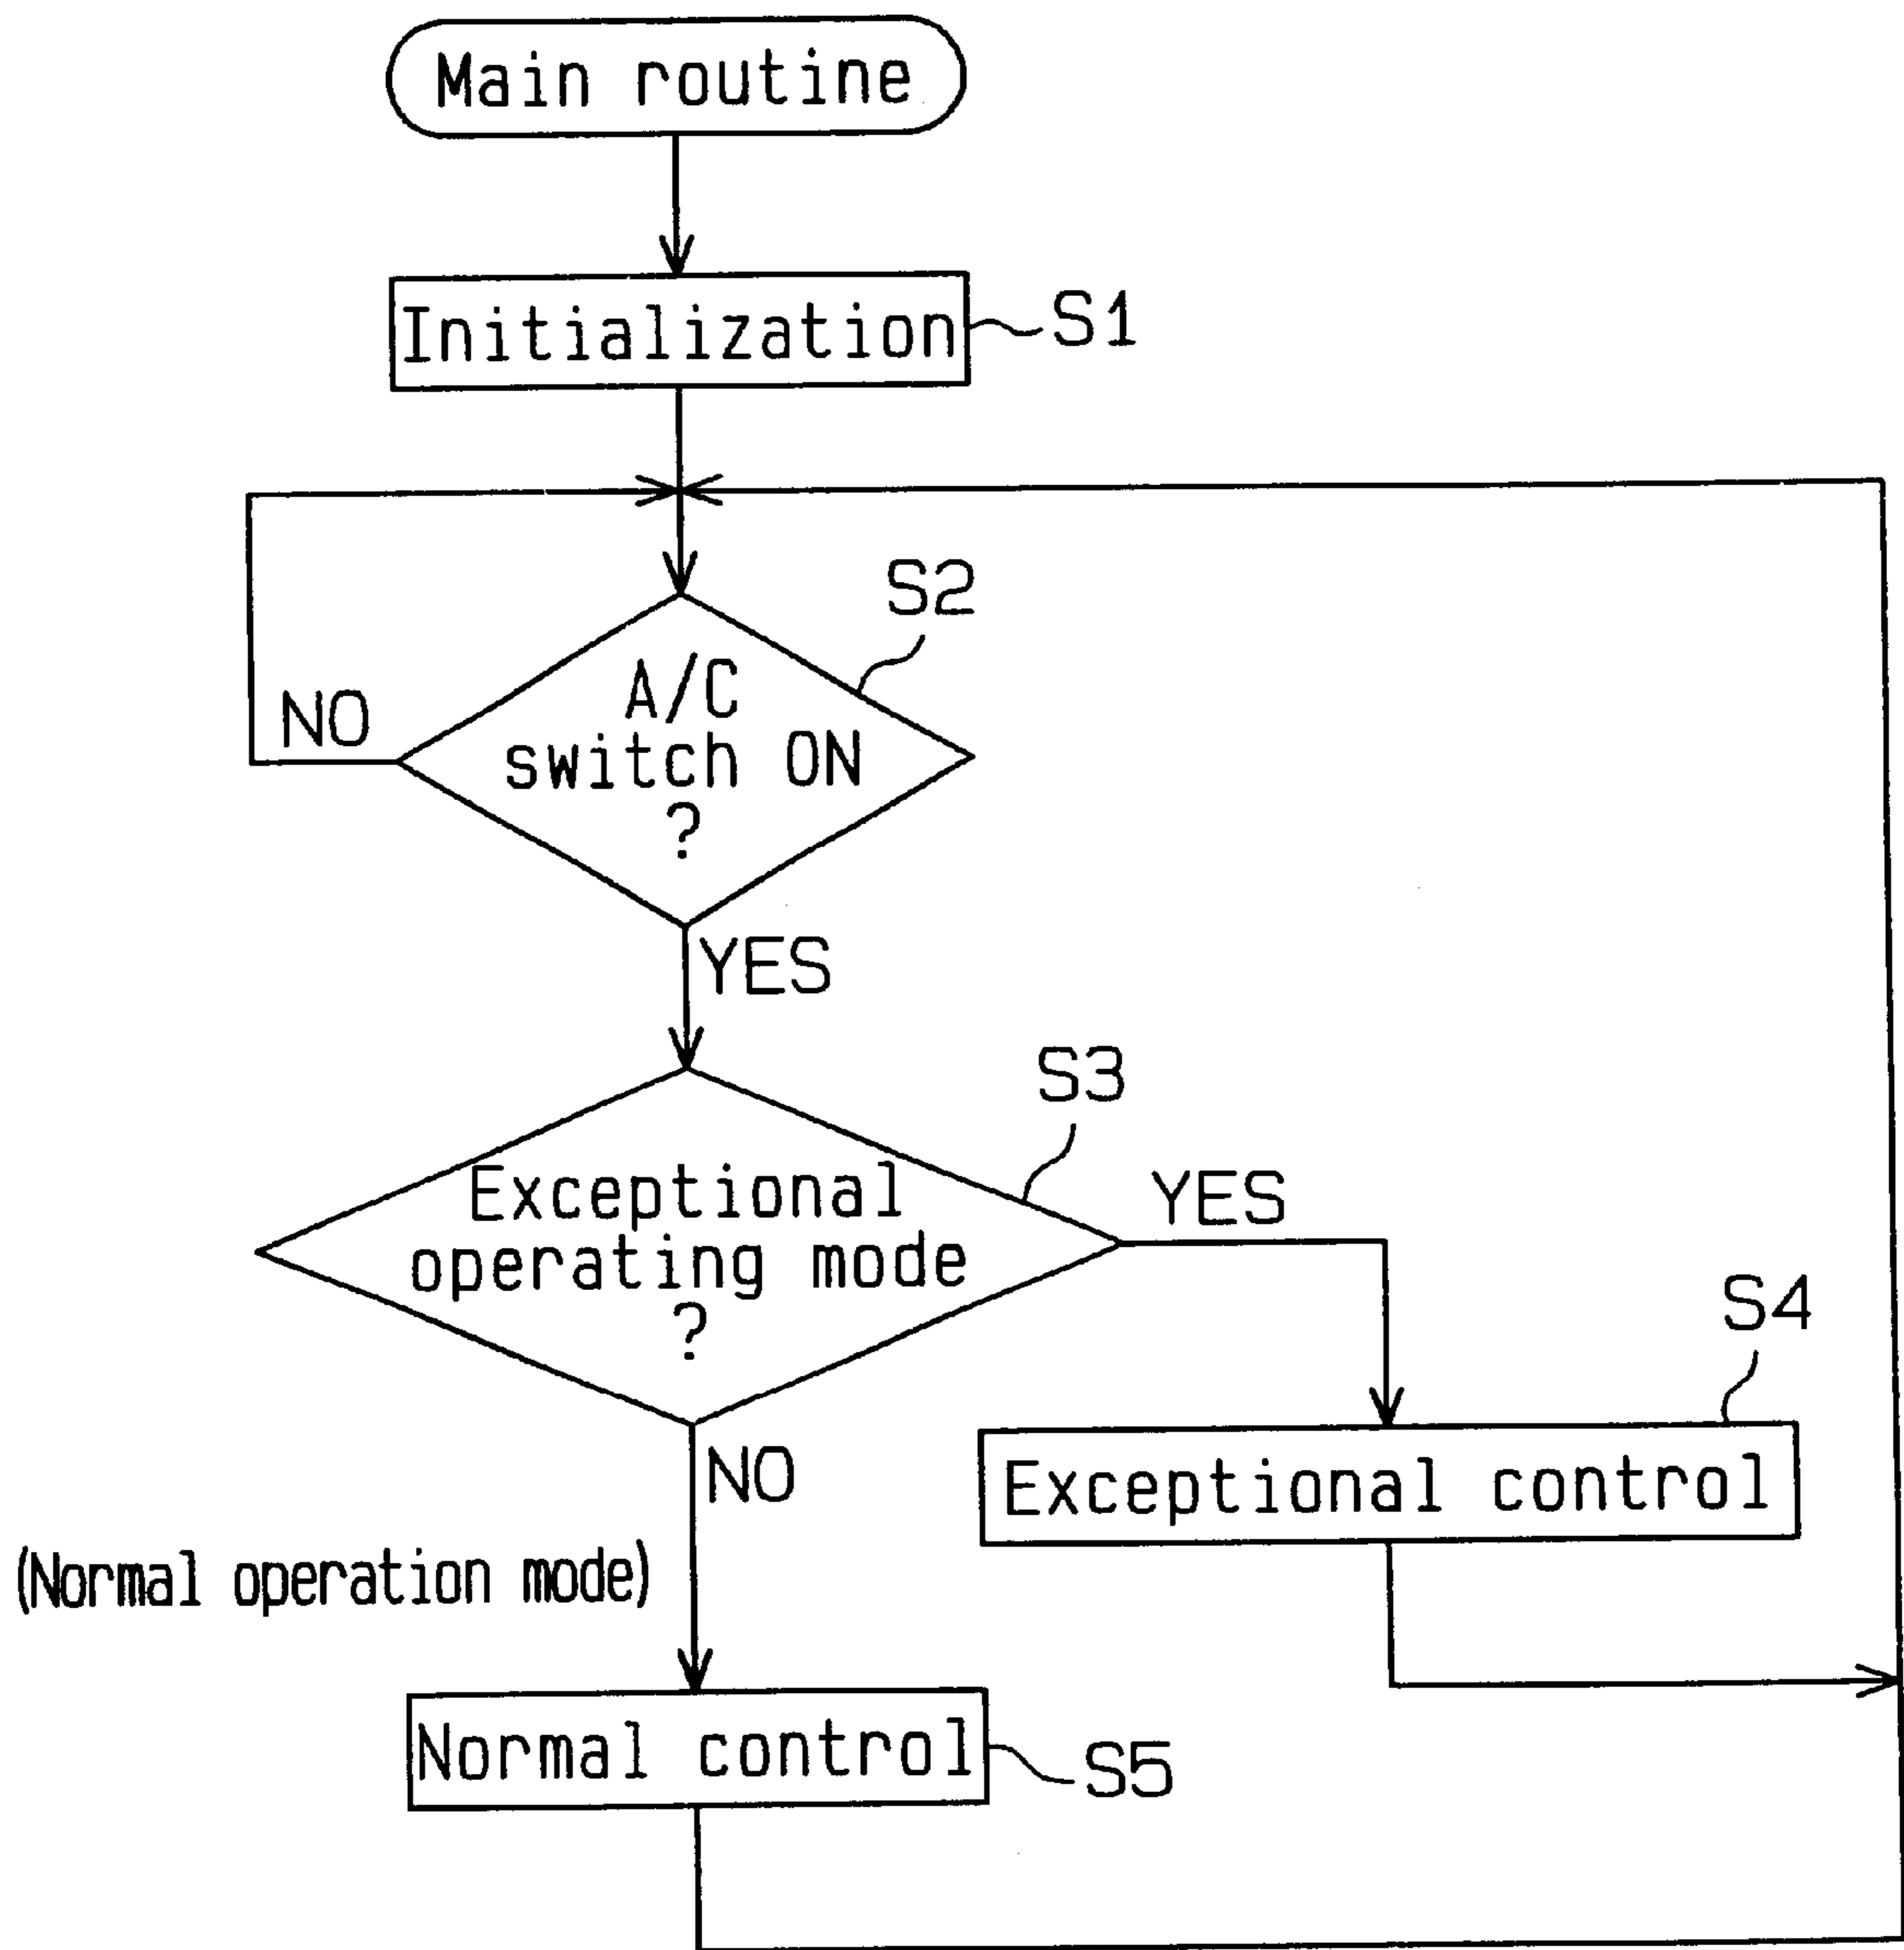 Main routine
Initialization
S1
S2
A/C
switch ON
?
NO
YES
S3
Exceptional
operating mode
?
YES
S4
NO
Exceptional control
(Normal operation mode)
Normal control
S5